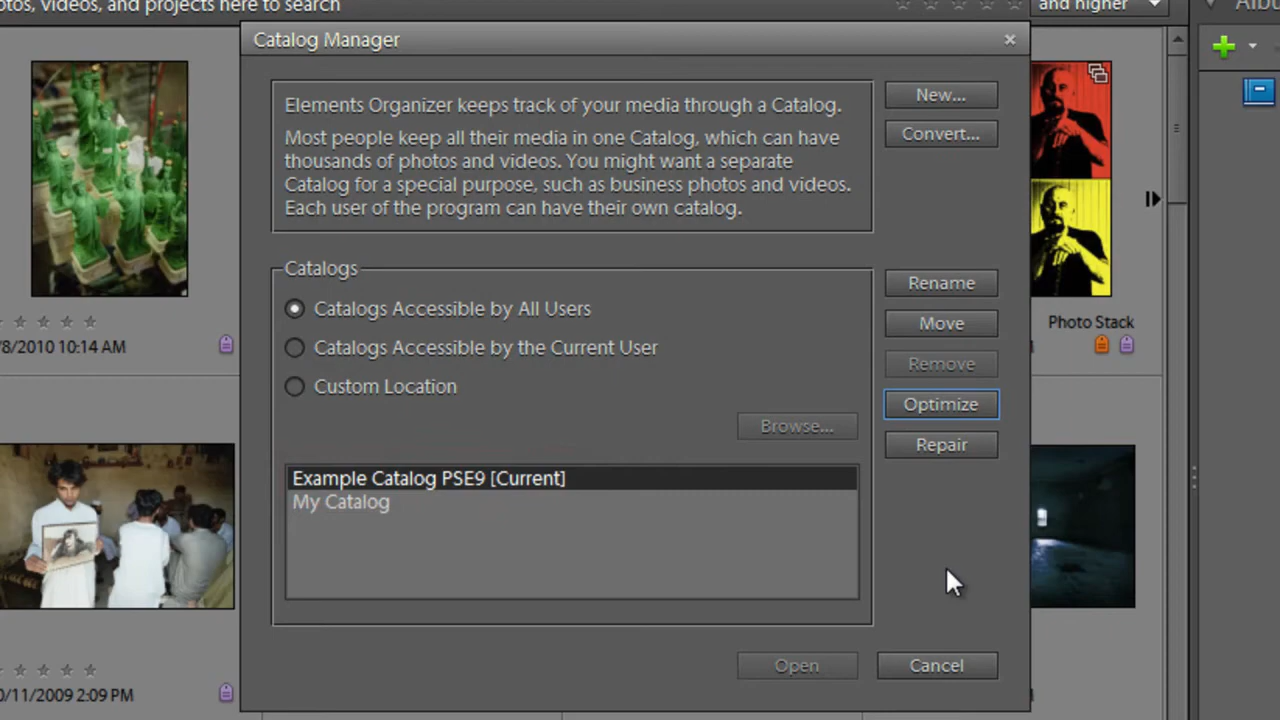 otos, videos, and projects here to search
and higher
Albu
Catalog Manager
Elements Organizer keeps track of your media through a Catalog.
Most people keep all their media in one Catalog, which can have
thousands of photos and videos. You might want a separate
Catalog for a special purpose, such as business photos and videos.
Each user of the program can have their own catalog.
New...
Convert...
Catalogs
Catalogs Accessible by All Users
Catalogs Accessible by the Current User
Custom Location
Browse...
Example Catalog PSE9 [Current]
My Catalog
Rename
Move
Remove
Optimize
Repair
Open
Cancel
/8/2010 10:14 AM
Photo Stack
0/11/2009 2:09 PM